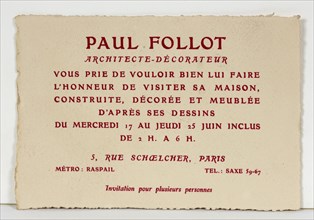 PAUL FOLLOT
ARCHITECTE-DÉCORATEUR
VOUS PRIE DE VOULOIR BIEN LUI FAIRE
L'HONNEUR DE VISITER SA MAISON,
CONSTRUITE, DÉCORÉE ET MEUBLÉE
D'APRÈS SES DESSINS
DU MERCREDI 17 AU JEUDI 25 JUIN INCLUS
DE 2 H. A 6 H.
5, RUE SCHŒLCHER, PARIS
MÉTRO: RASPAIL TEL.: SAXE 59-67
Invitation pour plusieurs personnes